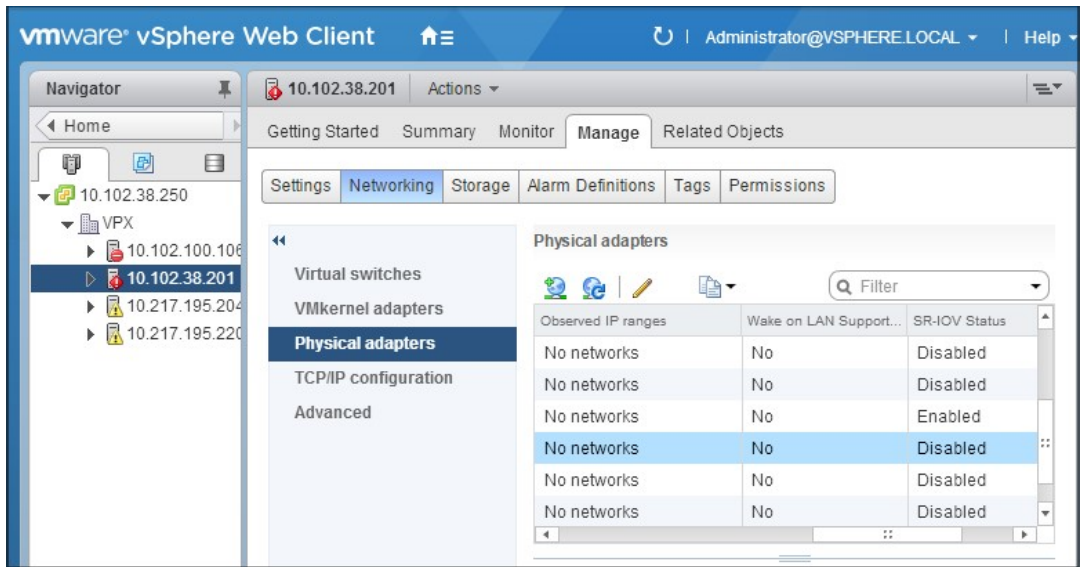 vmware® vSphere Web Client
Administrator@VSPHERE.LOCAL
Help
Navigator
Home
10.102.38.250
VPX
10.102.100.106
10.102.38.201
10.217.195.204
10.217.195.220
10.102.38.201 Actions
Getting Started Summary Monitor Manage Related Objects
Settings Networking Storage Alarm Definitions Tags Permissions
Virtual switches
VMkernel adapters
Physical adapters
TCP/IP configuration
Advanced
Physical adapters
Filter
Observed IP ranges Wake on LAN Support... SR-IOV Status
No networks No Disabled
No networks No Disabled
No networks No Enabled
No networks No Disabled
No networks No Disabled
No networks No Disabled